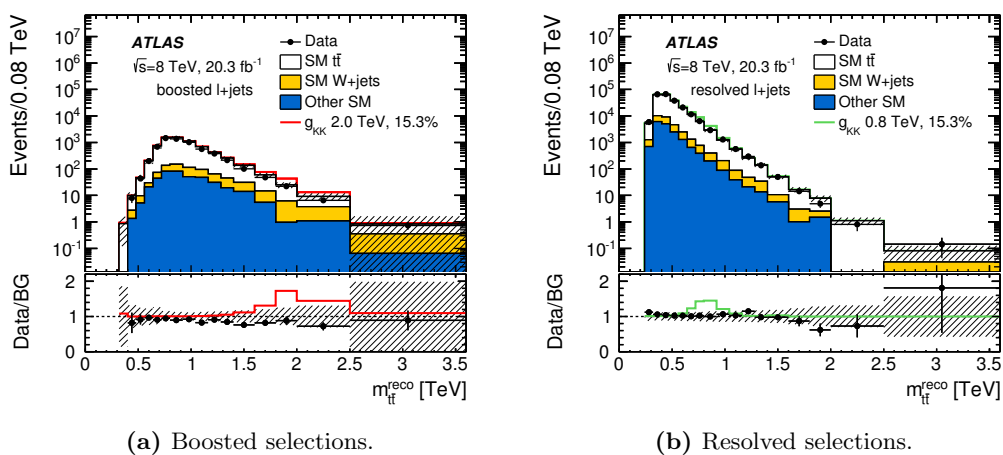 Events/0.08 TeV
10⁷
10⁶
10⁵
10⁴
10³
10²
10
1
10⁻¹
ATLAS
√s=8 TeV, 20.3 fb⁻¹
boosted l+jets
Data
SM tt̄
SM W+jets
Other SM
g_KK 2.0 TeV, 15.3%
Data/BG
2
1
0
0 0.5 1 1.5 2 2.5 3 3.5
m_tt̄^reco [TeV]
(a) Boosted selections.
Events/0.08 TeV
10⁷
10⁶
10⁵
10⁴
10³
10²
10
1
10⁻¹
ATLAS
√s=8 TeV, 20.3 fb⁻¹
resolved l+jets
Data
SM tt̄
SM W+jets
Other SM
g_KK 0.8 TeV, 15.3%
Data/BG
2
1
0
0 0.5 1 1.5 2 2.5 3 3.5
m_tt̄^reco [TeV]
(b) Resolved selections.